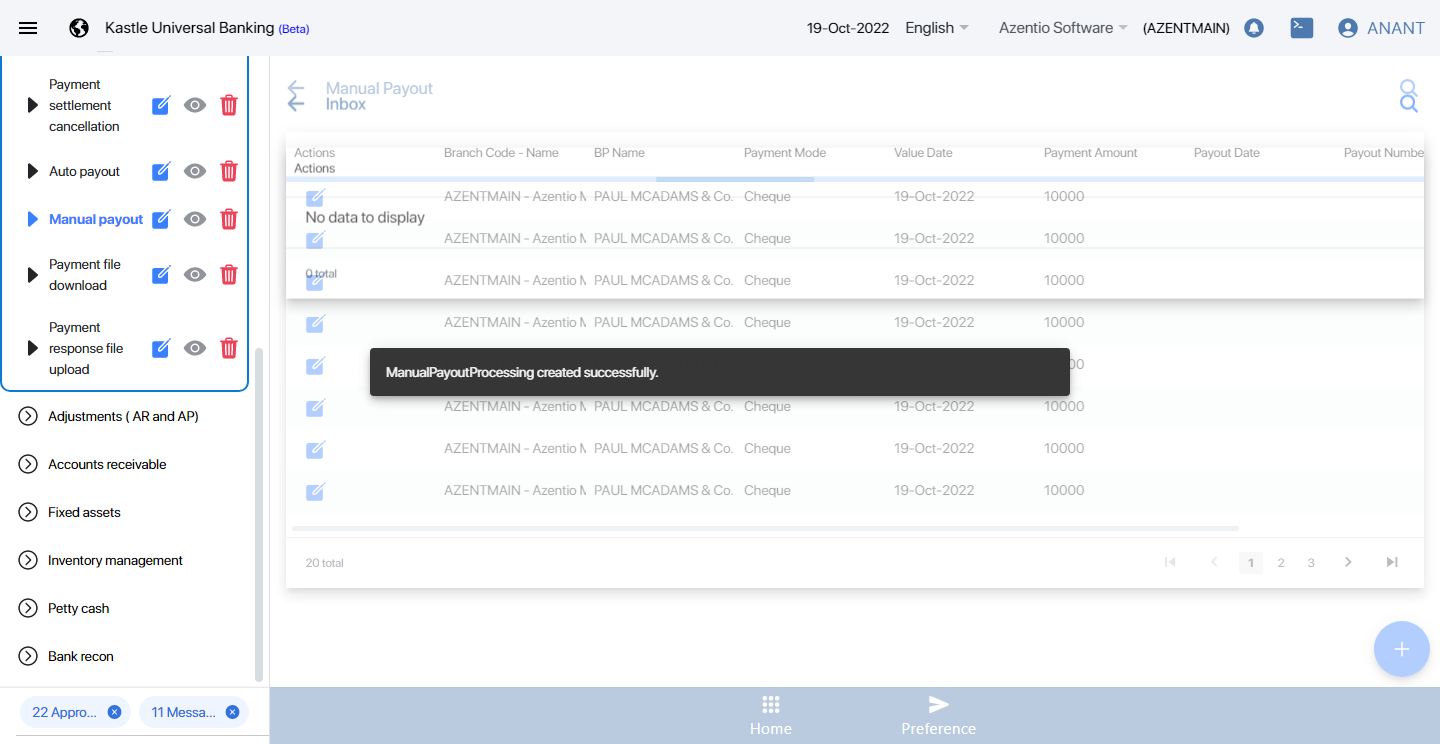 Kastle Universal Banking (Beta)
19-Oct-2022
English
Azentio Software
(AZENTMAIN)
ANANT
Payment
settlement
cancellation
Auto payout
Manual payout
Payment file
download
Payment
response file
upload
Adjustments ( AR and AP)
Accounts receivable
Fixed assets
Inventory management
Petty cash
Bank recon
22 Appro...
11 Messa...
Manual Payout
Inbox
Actions Branch Code - Name BP Name Payment Mode Value Date Payment Amount Payout Date Payout Numbe
Actions
AZENTMAIN - Azentio M PAUL MCADAMS & Co. Cheque 19-Oct-2022 10000
No data to display
AZENTMAIN - Azentio M PAUL MCADAMS & Co. Cheque 19-Oct-2022 10000
0 total
AZENTMAIN - Azentio M PAUL MCADAMS & Co. Cheque 19-Oct-2022 10000
AZENTMAIN - Azentio M PAUL MCADAMS & Co. Cheque 19-Oct-2022 10000
ManualPayoutProcessing created successfully.
AZENTMAIN - Azentio M PAUL MCADAMS & Co. Cheque 19-Oct-2022 10000
AZENTMAIN - Azentio M PAUL MCADAMS & Co. Cheque 19-Oct-2022 10000
AZENTMAIN - Azentio M PAUL MCADAMS & Co. Cheque 19-Oct-2022 10000
20 total
1 2 3
Home
Preference